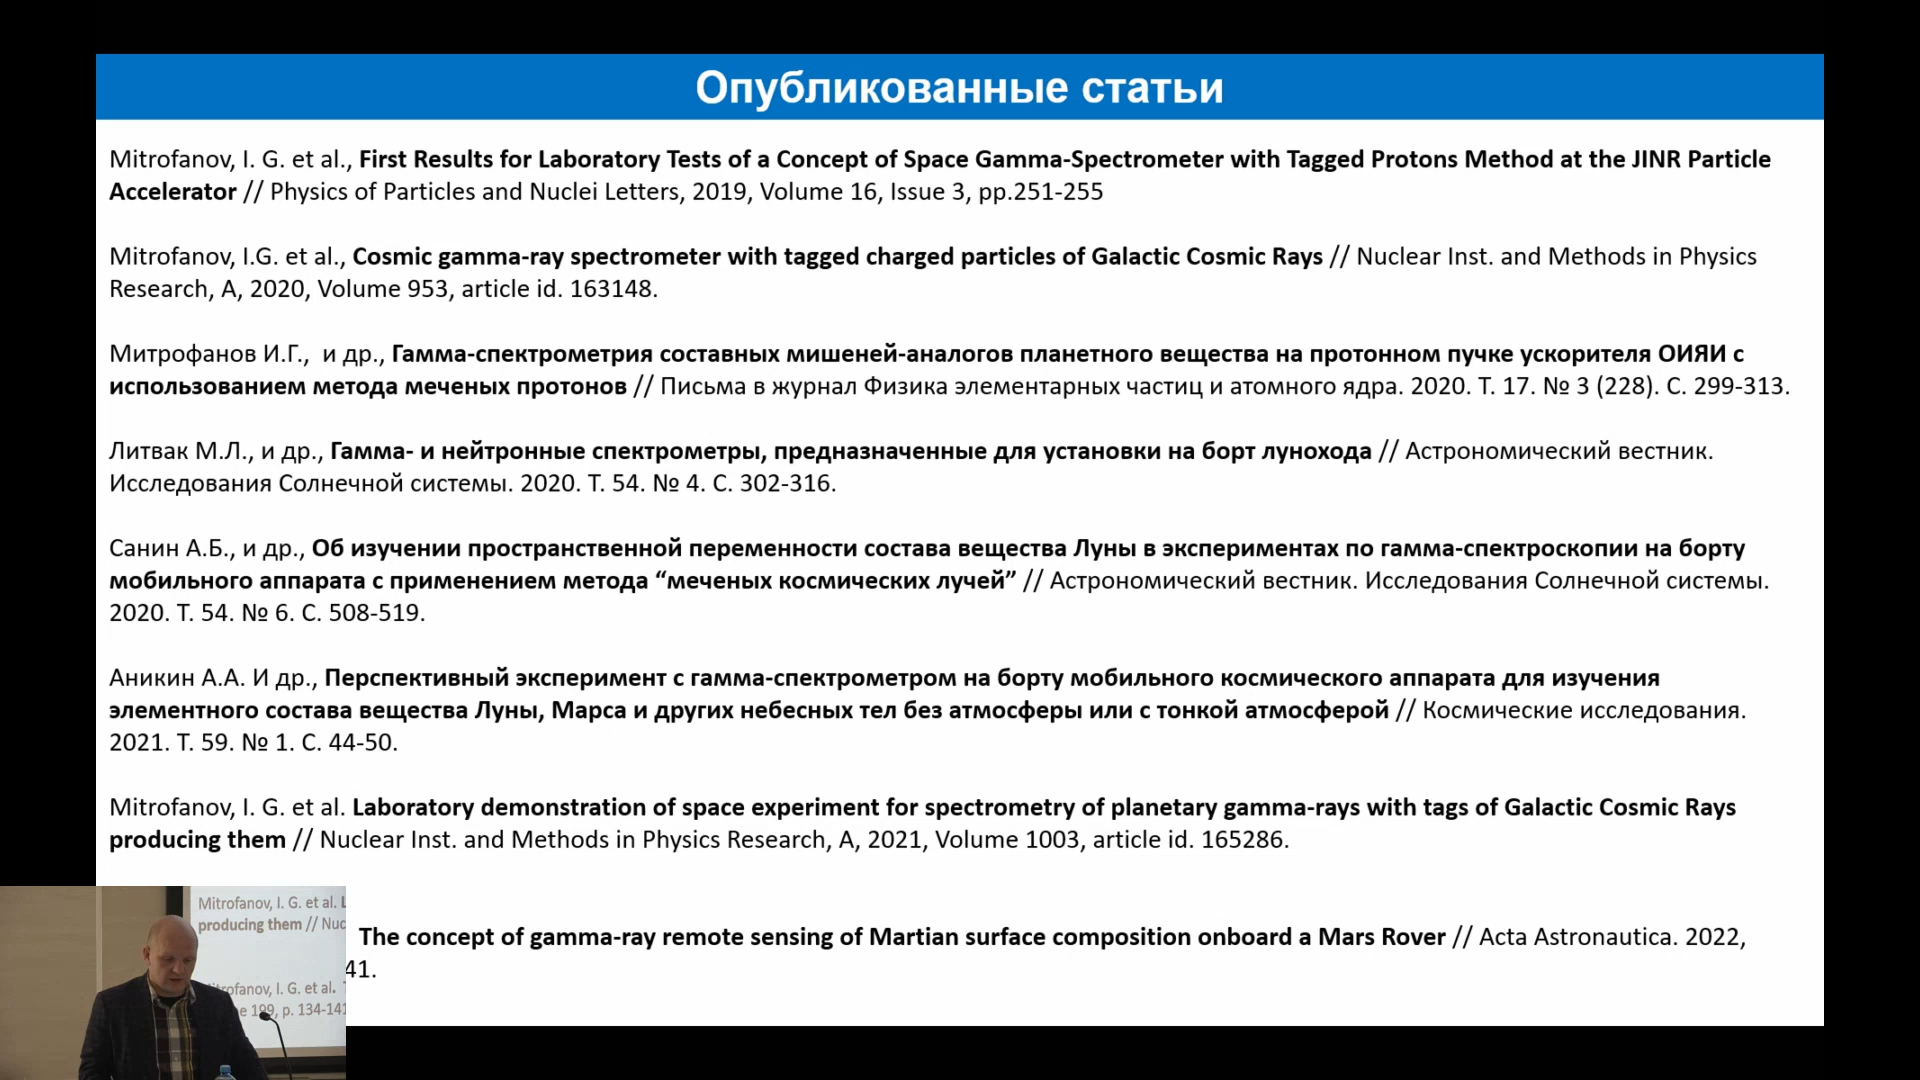 Опубликованные статьи
Mitrofanov, I. G. et al., First Results for Laboratory Tests of a Concept of Space Gamma-Spectrometer with Tagged Protons Method at the JINR Particle
Accelerator // Physics of Particles and Nuclei Letters, 2019, Volume 16, Issue 3, pp.251-255
Mitrofanov, I.G. et al., Cosmic gamma-ray spectrometer with tagged charged particles of Galactic Cosmic Rays // Nuclear Inst. and Methods in Physics
Research, A, 2020, Volume 953, article id. 163148.
Митрофанов И.Г., и др., Гамма-спектрометрия составных мишеней-аналогов планетного вещества на протонном пучке ускорителя ОИЯИ с
использованием метода меченых протонов // Письма в журнал Физика элементарных частиц и атомного ядра. 2020. Т. 17. № 3 (228). С. 299-313.
Литвак М.Л., и др., Гамма- и нейтронные спектрометры, предназначенные для установки на борт лунохода // Астрономический вестник.
Исследования Солнечной системы. 2020. Т. 54. № 4. С. 302-316.
Санин А.Б., и др., Об изучении пространственной переменности состава вещества Луны в экспериментах по гамма-спектроскопии на борту
мобильного аппарата с применением метода “меченых космических лучей” // Астрономический вестник. Исследования Солнечной системы.
2020. Т. 54. № 6. С. 508-519.
Аникин А.А. И др., Перспективный эксперимент с гамма-спектрометром на борту мобильного космического аппарата для изучения
элементного состава вещества Луны, Марса и других небесных тел без атмосферы или с тонкой атмосферой // Космические исследования.
2021. Т. 59. № 1. С. 44-50.
Mitrofanov, I. G. et al. Laboratory demonstration of space experiment for spectrometry of planetary gamma-rays with tags of Galactic Cosmic Rays
producing them // Nuclear Inst. and Methods in Physics Research, A, 2021, Volume 1003, article id. 165286.
The concept of gamma-ray remote sensing of Martian surface composition onboard a Mars Rover // Acta Astronautica. 2022,
41.
Mitrofanov, I. G. et al. L
producing them // Nuc
itrofanov, I. G. et al.
e 199, p. 134-141